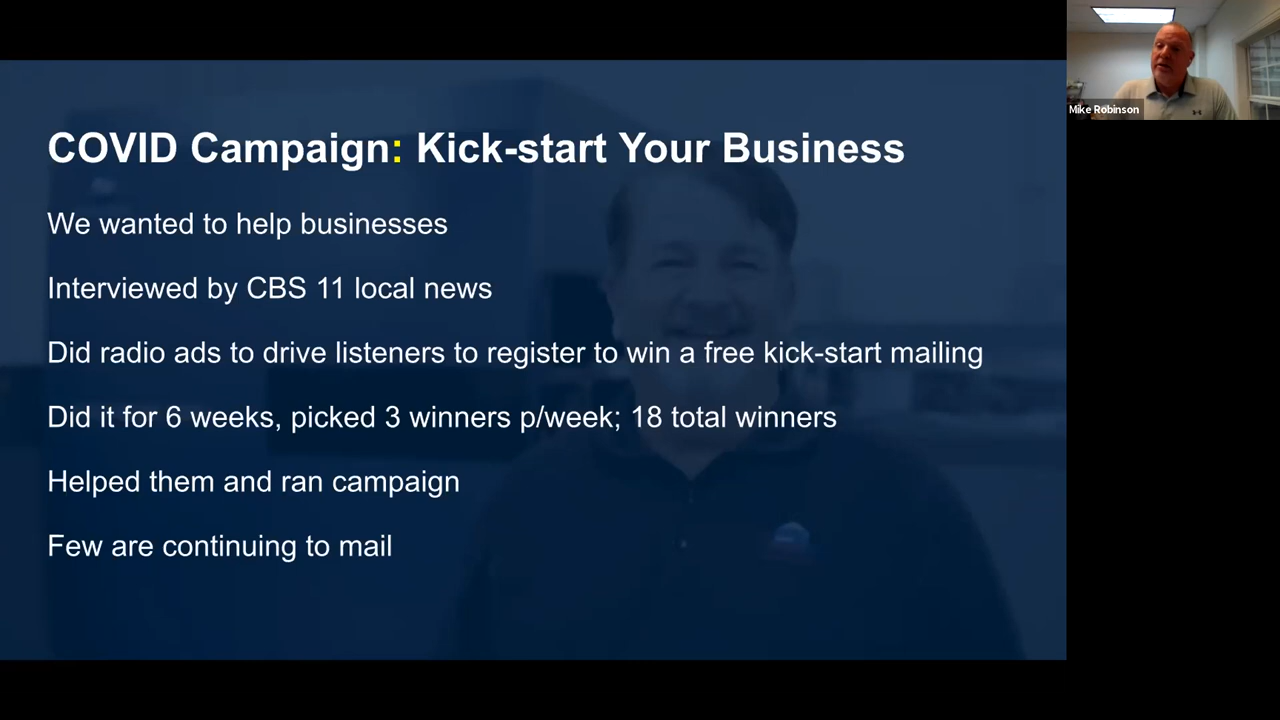 COVID Campaign: Kick-start Your Business
We wanted to help businesses
Interviewed by CBS 11 local news
Did radio ads to drive listeners to register to win a free kick-start mailing
Did it for 6 weeks, picked 3 winners p/week; 18 total winners
Helped them and ran campaign
Few are continuing to mail
Mike Robinson